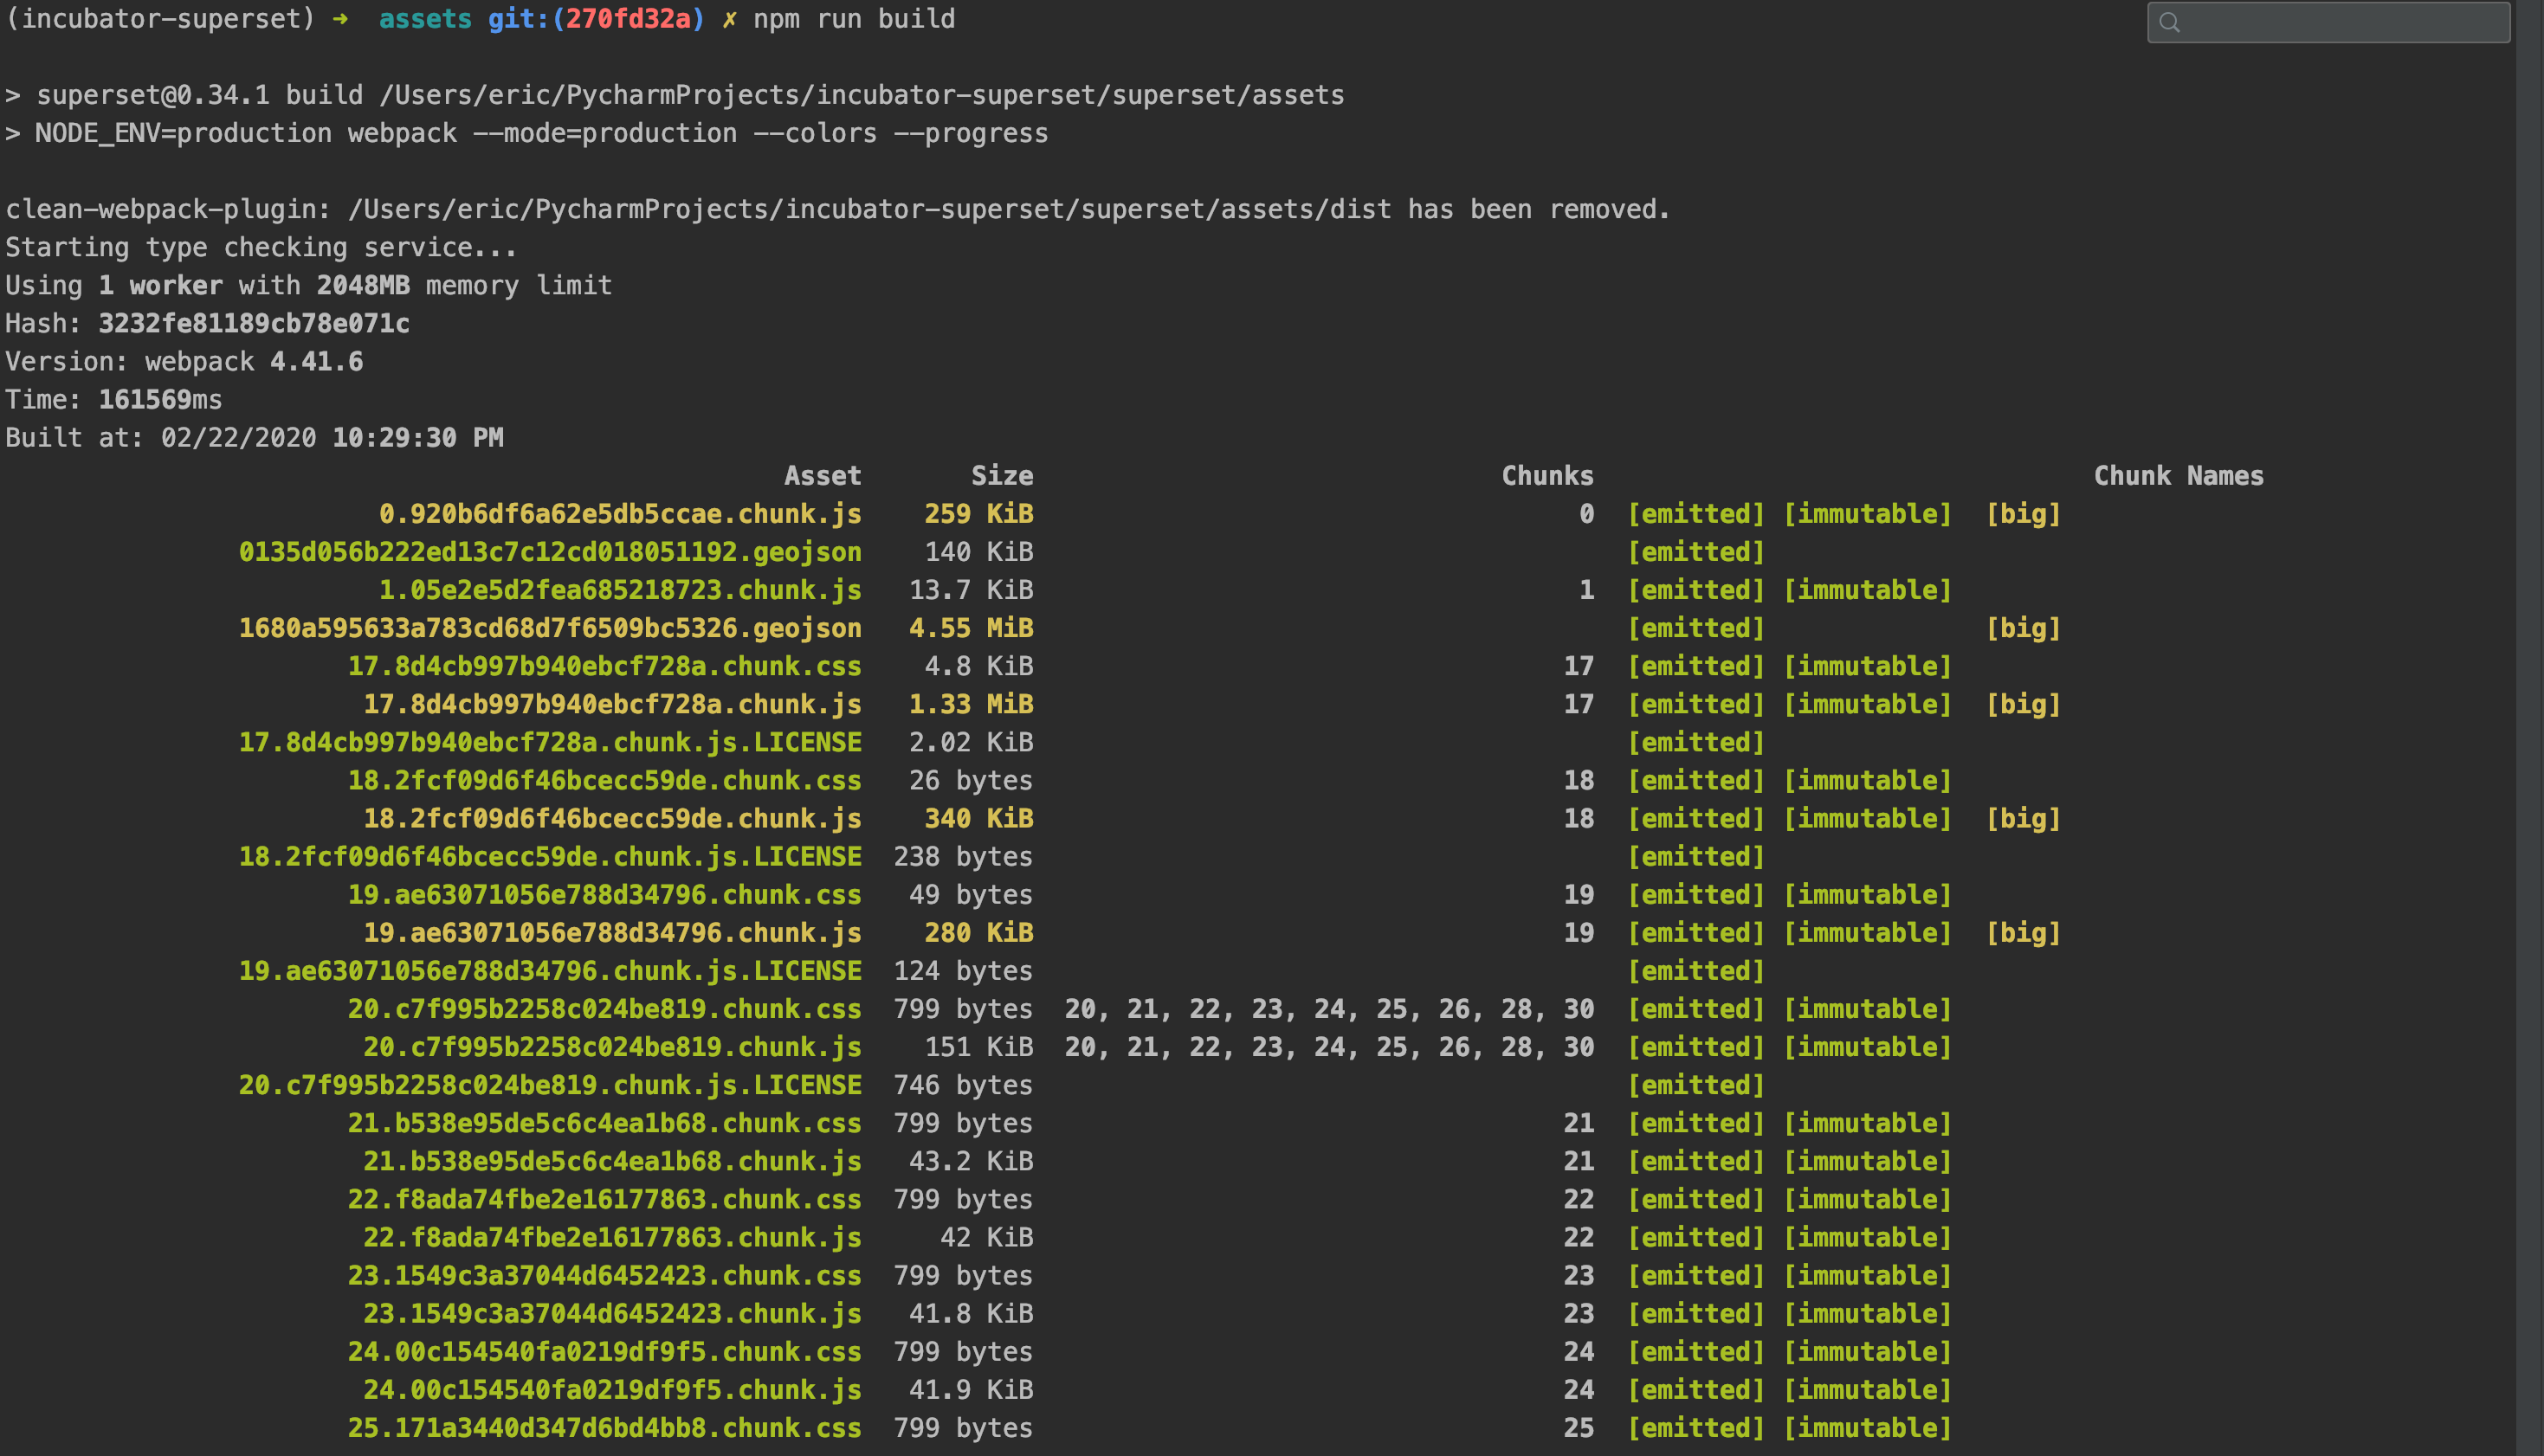 (incubator-superset) ➜  assets git:(270fd32a) ✗ npm run build
> superset@0.34.1 build /Users/eric/PycharmProjects/incubator-superset/superset/assets
> NODE_ENV=production webpack --mode=production --colors --progress
clean-webpack-plugin: /Users/eric/PycharmProjects/incubator-superset/superset/assets/dist has been removed.
Starting type checking service...
Using 1 worker with 2048MB memory limit
Hash: 3232fe81189cb78e071c
Version: webpack 4.41.6
Time: 161569ms
Built at: 02/22/2020 10:29:30 PM
Asset Size Chunks Chunk Names
0.920b6df6a62e5db5ccae.chunk.js 259 KiB 0 [emitted] [immutable] [big]
0135d056b222ed13c7c12cd018051192.geojson 140 KiB [emitted]
1.05e2e5d2fea685218723.chunk.js 13.7 KiB 1 [emitted] [immutable]
1680a595633a783cd68d7f6509bc5326.geojson 4.55 MiB [emitted] [big]
17.8d4cb997b940ebcf728a.chunk.css 4.8 KiB 17 [emitted] [immutable]
17.8d4cb997b940ebcf728a.chunk.js 1.33 MiB 17 [emitted] [immutable] [big]
17.8d4cb997b940ebcf728a.chunk.js.LICENSE 2.02 KiB [emitted]
18.2fcf09d6f46bcecc59de.chunk.css 26 bytes 18 [emitted] [immutable]
18.2fcf09d6f46bcecc59de.chunk.js 340 KiB 18 [emitted] [immutable] [big]
18.2fcf09d6f46bcecc59de.chunk.js.LICENSE 238 bytes [emitted]
19.ae63071056e788d34796.chunk.css 49 bytes 19 [emitted] [immutable]
19.ae63071056e788d34796.chunk.js 280 KiB 19 [emitted] [immutable] [big]
19.ae63071056e788d34796.chunk.js.LICENSE 124 bytes [emitted]
20.c7f995b2258c024be819.chunk.css 799 bytes 20, 21, 22, 23, 24, 25, 26, 28, 30 [emitted] [immutable]
20.c7f995b2258c024be819.chunk.js 151 KiB 20, 21, 22, 23, 24, 25, 26, 28, 30 [emitted] [immutable]
20.c7f995b2258c024be819.chunk.js.LICENSE 746 bytes [emitted]
21.b538e95de5c6c4ea1b68.chunk.css 799 bytes 21 [emitted] [immutable]
21.b538e95de5c6c4ea1b68.chunk.js 43.2 KiB 21 [emitted] [immutable]
22.f8ada74fbe2e16177863.chunk.css 799 bytes 22 [emitted] [immutable]
22.f8ada74fbe2e16177863.chunk.js 42 KiB 22 [emitted] [immutable]
23.1549c3a37044d6452423.chunk.css 799 bytes 23 [emitted] [immutable]
23.1549c3a37044d6452423.chunk.js 41.8 KiB 23 [emitted] [immutable]
24.00c154540fa0219df9f5.chunk.css 799 bytes 24 [emitted] [immutable]
24.00c154540fa0219df9f5.chunk.js 41.9 KiB 24 [emitted] [immutable]
25.171a3440d347d6bd4bb8.chunk.css 799 bytes 25 [emitted] [immutable]